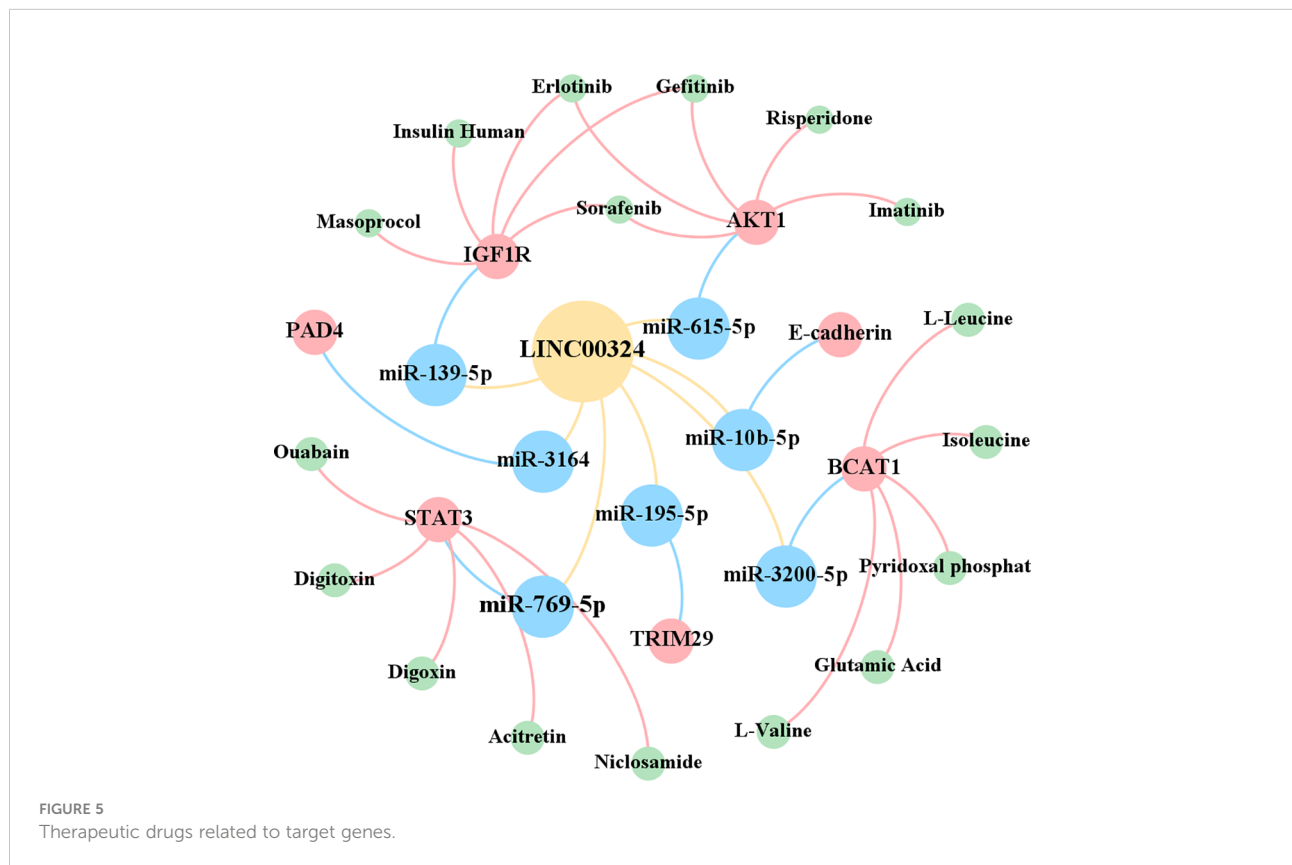 Erlotinib
Gefitinib
Risperidone
Insulin Human
Masoprocol
Sorafenib
Imatinib
AKT1
IGF1R
PAD4
LINC00324
miR-615-5p
E-cadherin
L-Leucine
miR-139-5p
miR-10b-5p
Isoleucine
Ouabain
miR-3164
BCAT1
STAT3
miR-195-5p
Digitoxin
miR-3200-5p
Pyridoxal phosphat
miR-769-5p
TRIM29
Digoxin
Glutamic Acid
Acitretin
L-Valine
Niclosamide
FIGURE 5
Therapeutic drugs related to target genes.